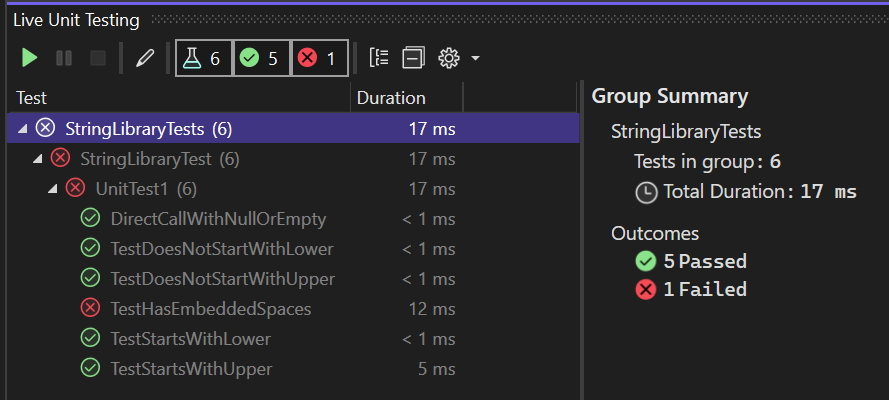 Live Unit Testing
6 5 1
Test Duration
StringLibraryTests (6) 17 ms
StringLibraryTest (6) 17 ms
UnitTest1 (6) 17 ms
DirectCallWithNullOrEmpty < 1 ms
TestDoesNotStartWithLower < 1 ms
TestDoesNotStartWithUpper < 1 ms
TestHasEmbeddedSpaces 12 ms
TestStartsWithLower < 1 ms
TestStartsWithUpper 5 ms
Group Summary
StringLibraryTests
Tests in group: 6
Total Duration: 17 ms
Outcomes
5 Passed
1 Failed